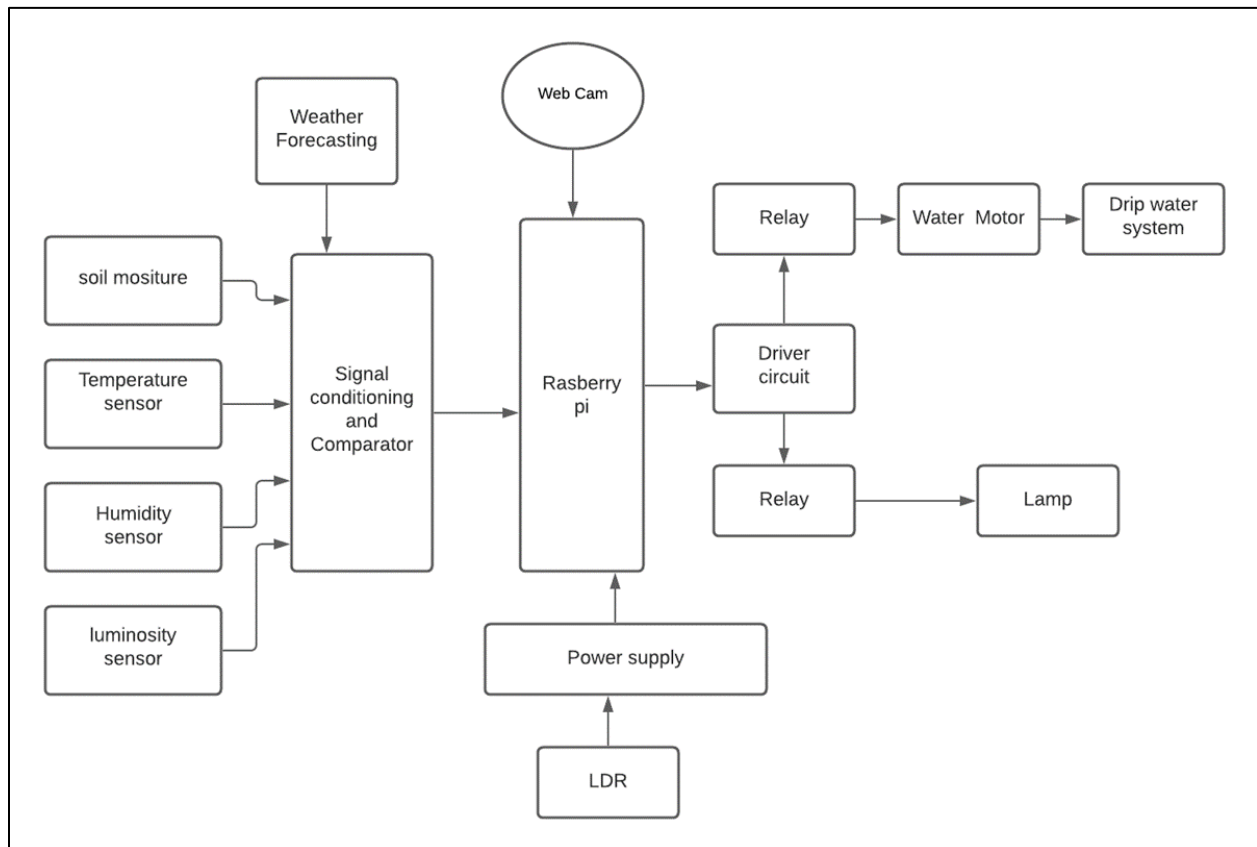 Web Cam
Weather
Forecasting
Relay
Water Motor
Drip water
system
soil mositure
Temperature
sensor
Signal
conditioning
and
Comparator
Rasberry
pi
Driver
circuit
Humidity
sensor
Relay
Lamp
luminosity
sensor
Power supply
LDR